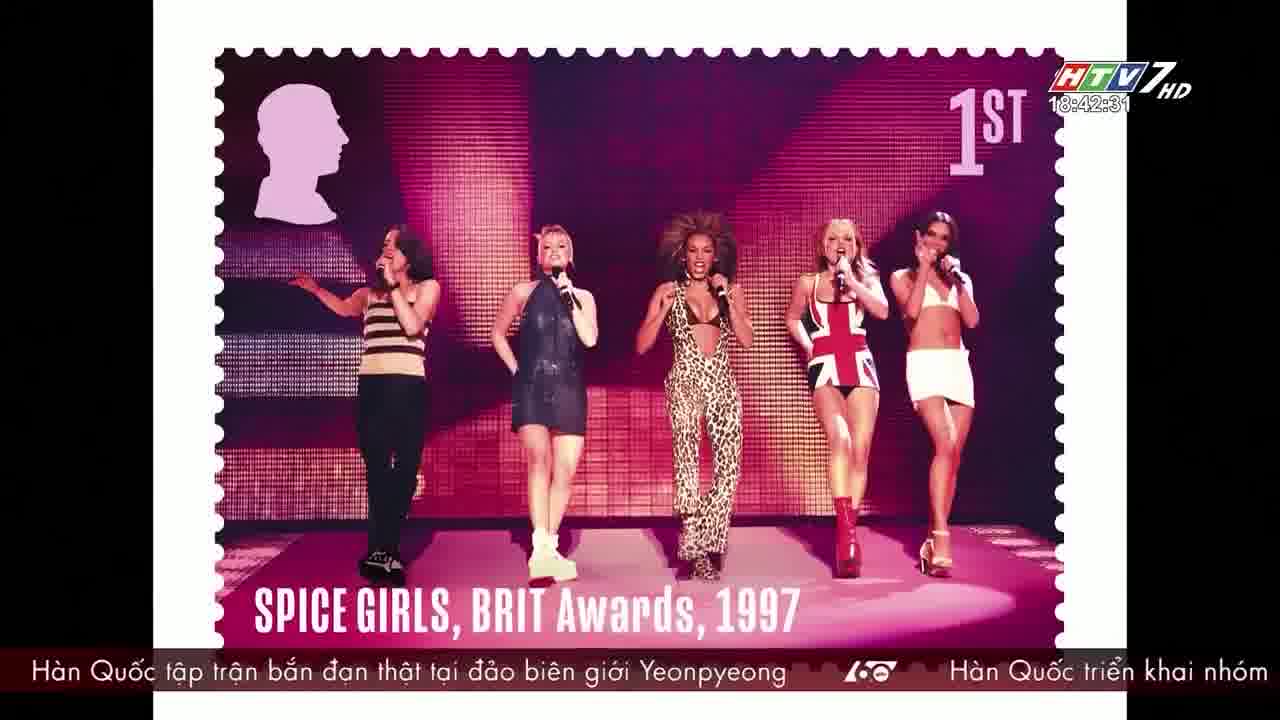 HTV7 HD
18:42:31
1ST
SPICE GIRLS, BRIT Awards, 1997
Hàn Quốc tập trận bắn đạn thật tại đảo biên giới Yeonpyeong 60 Hàn Quốc triển khai nhóm